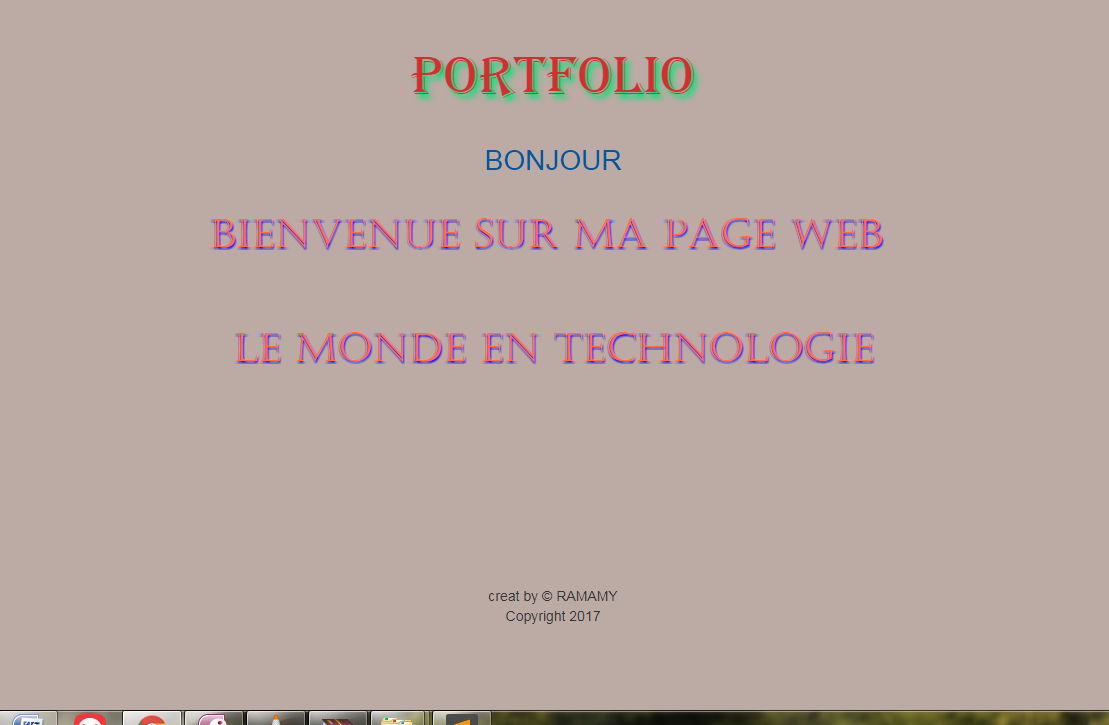 PORTFOLIO
BONJOUR
BIENVENUE SUR MA PAGE WEB
LE MONDE EN TECHNOLOGIE
creat by © RAMAMY
Copyright 2017